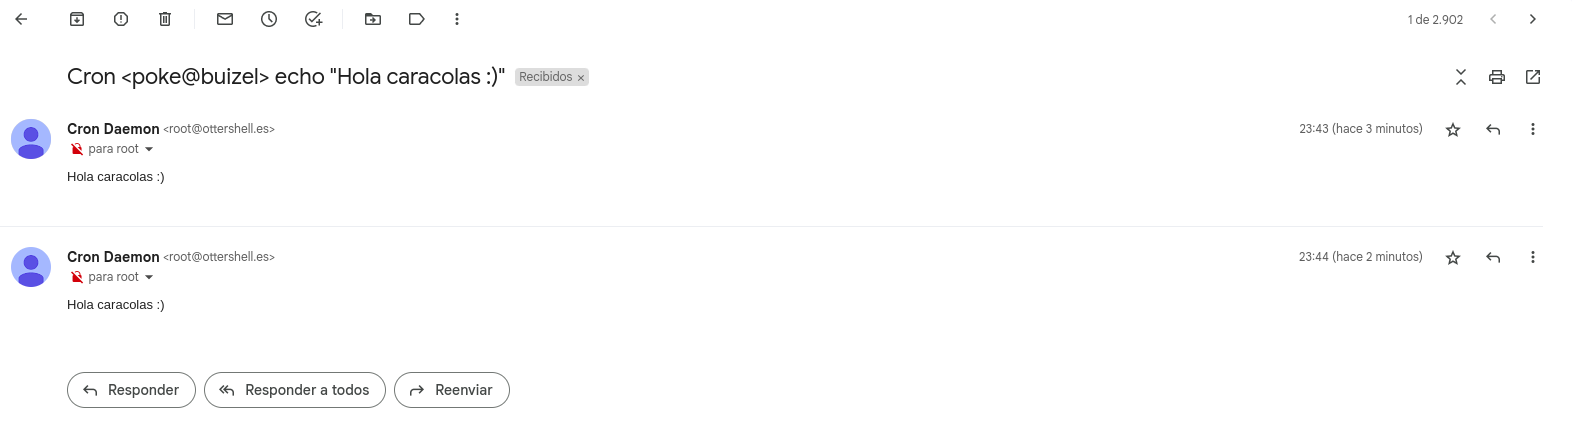 1 de 2.902
Cron <poke@buizel> echo "Hola caracolas :)" Recibidos ×
Cron Daemon <root@ottershell.es> 23:43 (hace 3 minutos)
para root
Hola caracolas :)
Cron Daemon <root@ottershell.es> 23:44 (hace 2 minutos)
para root
Hola caracolas :)
Responder Responder a todos Reenviar